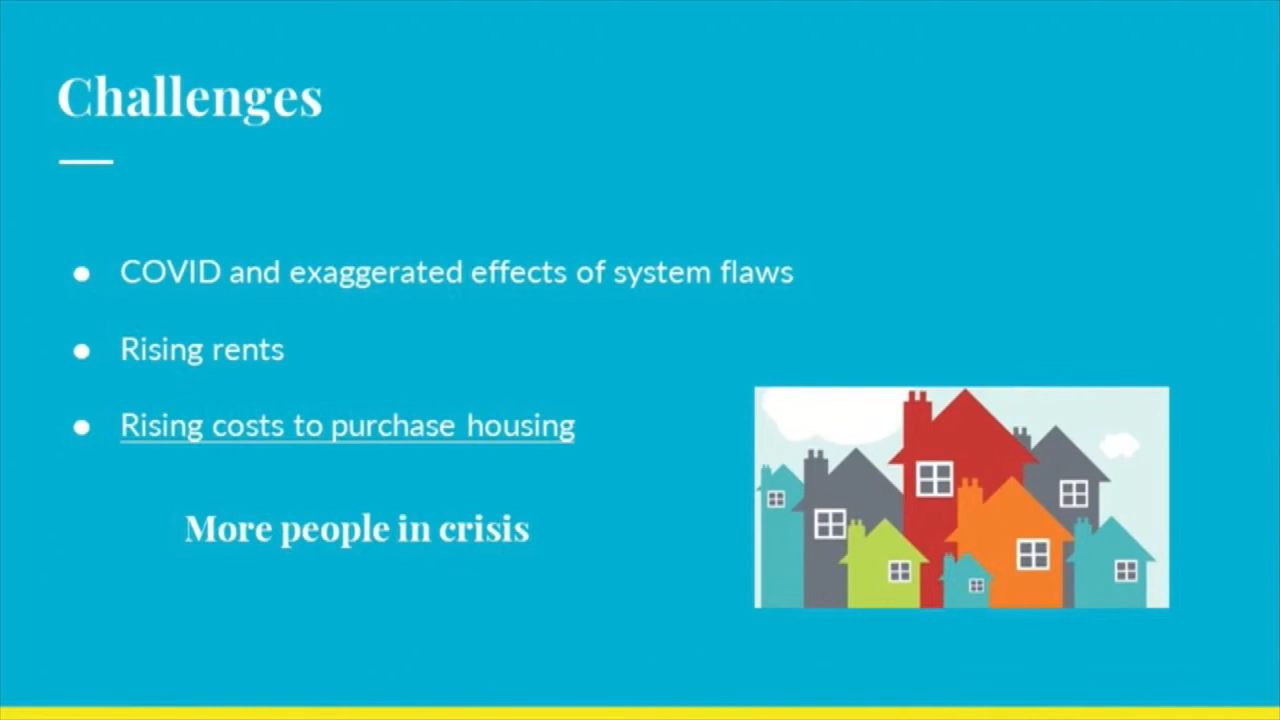 Challenges
COVID and exaggerated effects of system flaws
Rising rents
Rising costs to purchase housing
More people in crisis